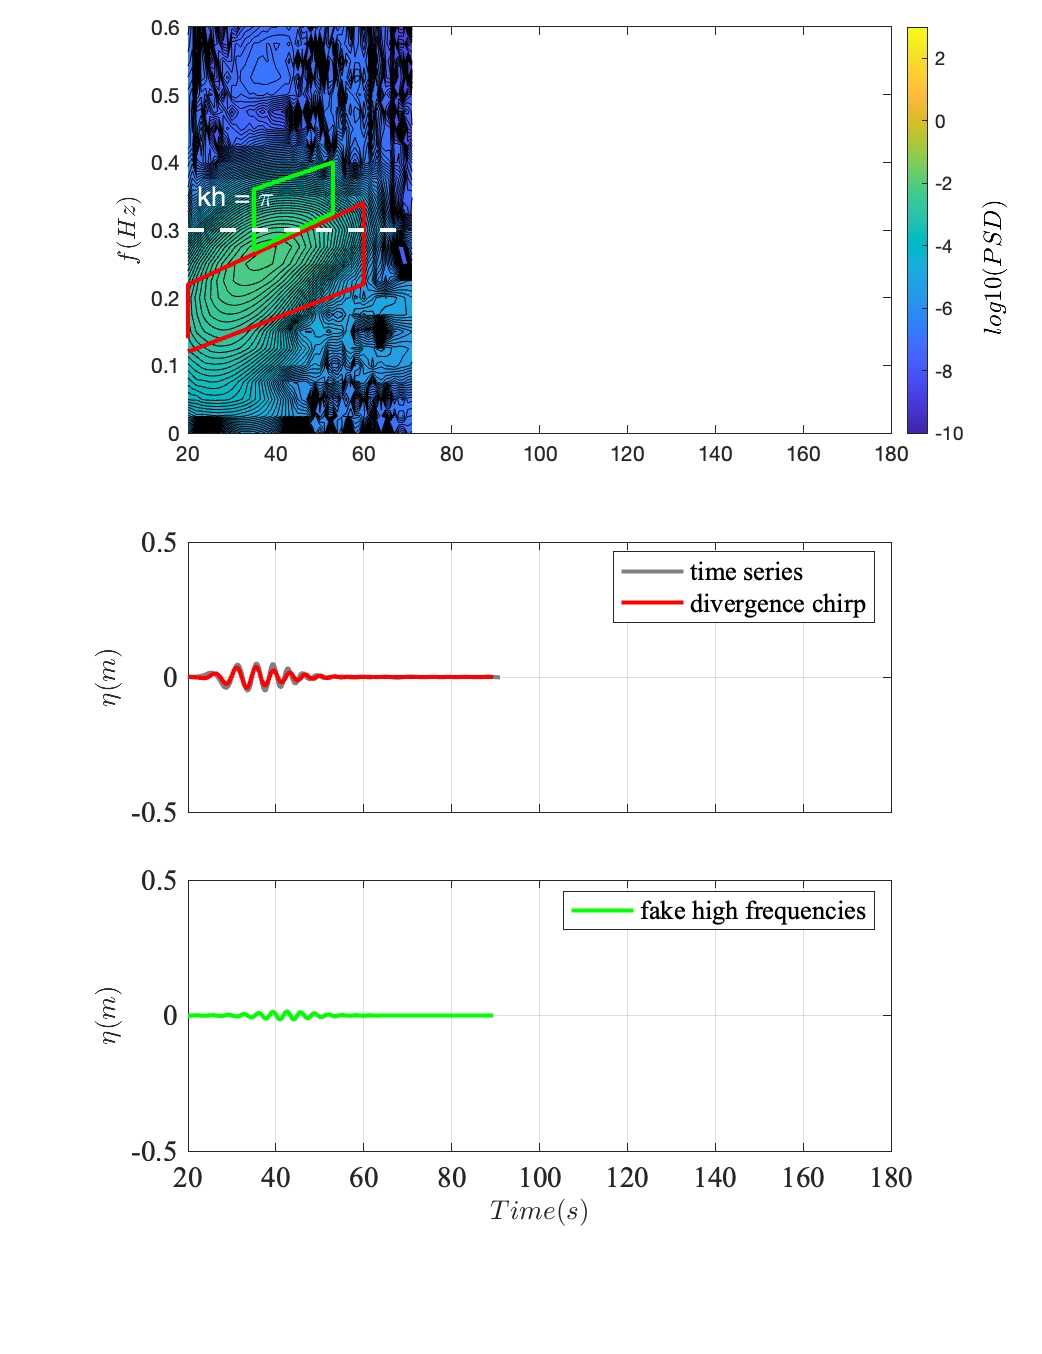 0.6
0.5
0.4
0.3
0.2
0.1
0
f(Hz)
kh = π
20 40 60 80 100 120 140 160 180
2
0
-2
-4
-6
-8
-10
log10(PSD)
0.5
0
-0.5
η(m)
time series
divergence chirp
0.5
0
-0.5
η(m)
fake high frequencies
20 40 60 80 100 120 140 160 180
Time(s)